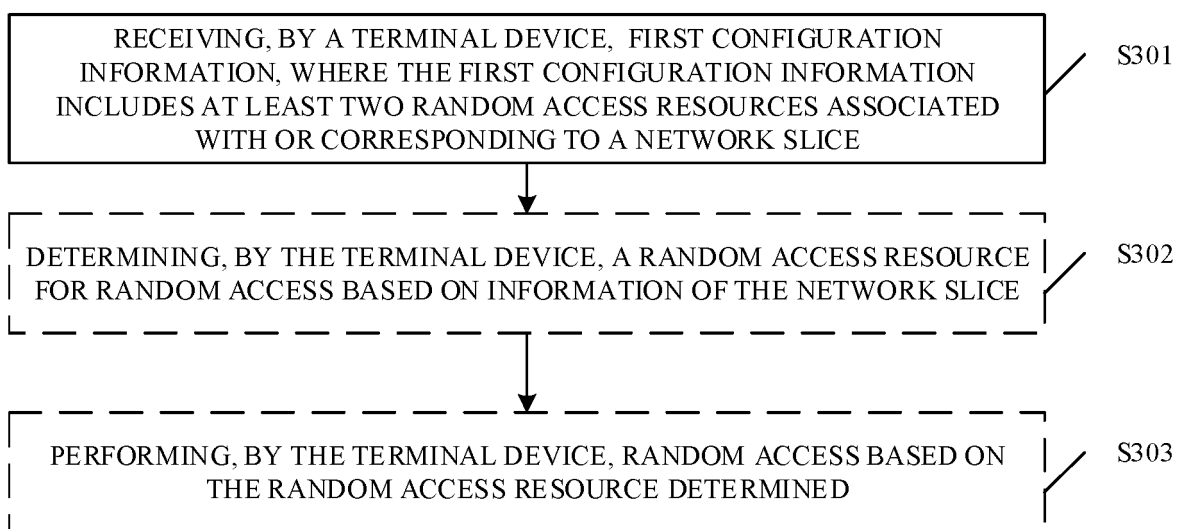 RECEIVING, BY A TERMINAL DEVICE, FIRST CONFIGURATION
INFORMATION, WHERE THE FIRST CONFIGURATION INFORMATION
INCLUDES AT LEAST TWO RANDOM ACCESS RESOURCES ASSOCIATED
WITH OR CORRESPONDING TO A NETWORK SLICE
S301
DETERMINING, BY THE TERMINAL DEVICE, A RANDOM ACCESS RESOURCE
FOR RANDOM ACCESS BASED ON INFORMATION OF THE NETWORK SLICE
S302
PERFORMING, BY THE TERMINAL DEVICE, RANDOM ACCESS BASED ON
THE RANDOM ACCESS RESOURCE DETERMINED
S303